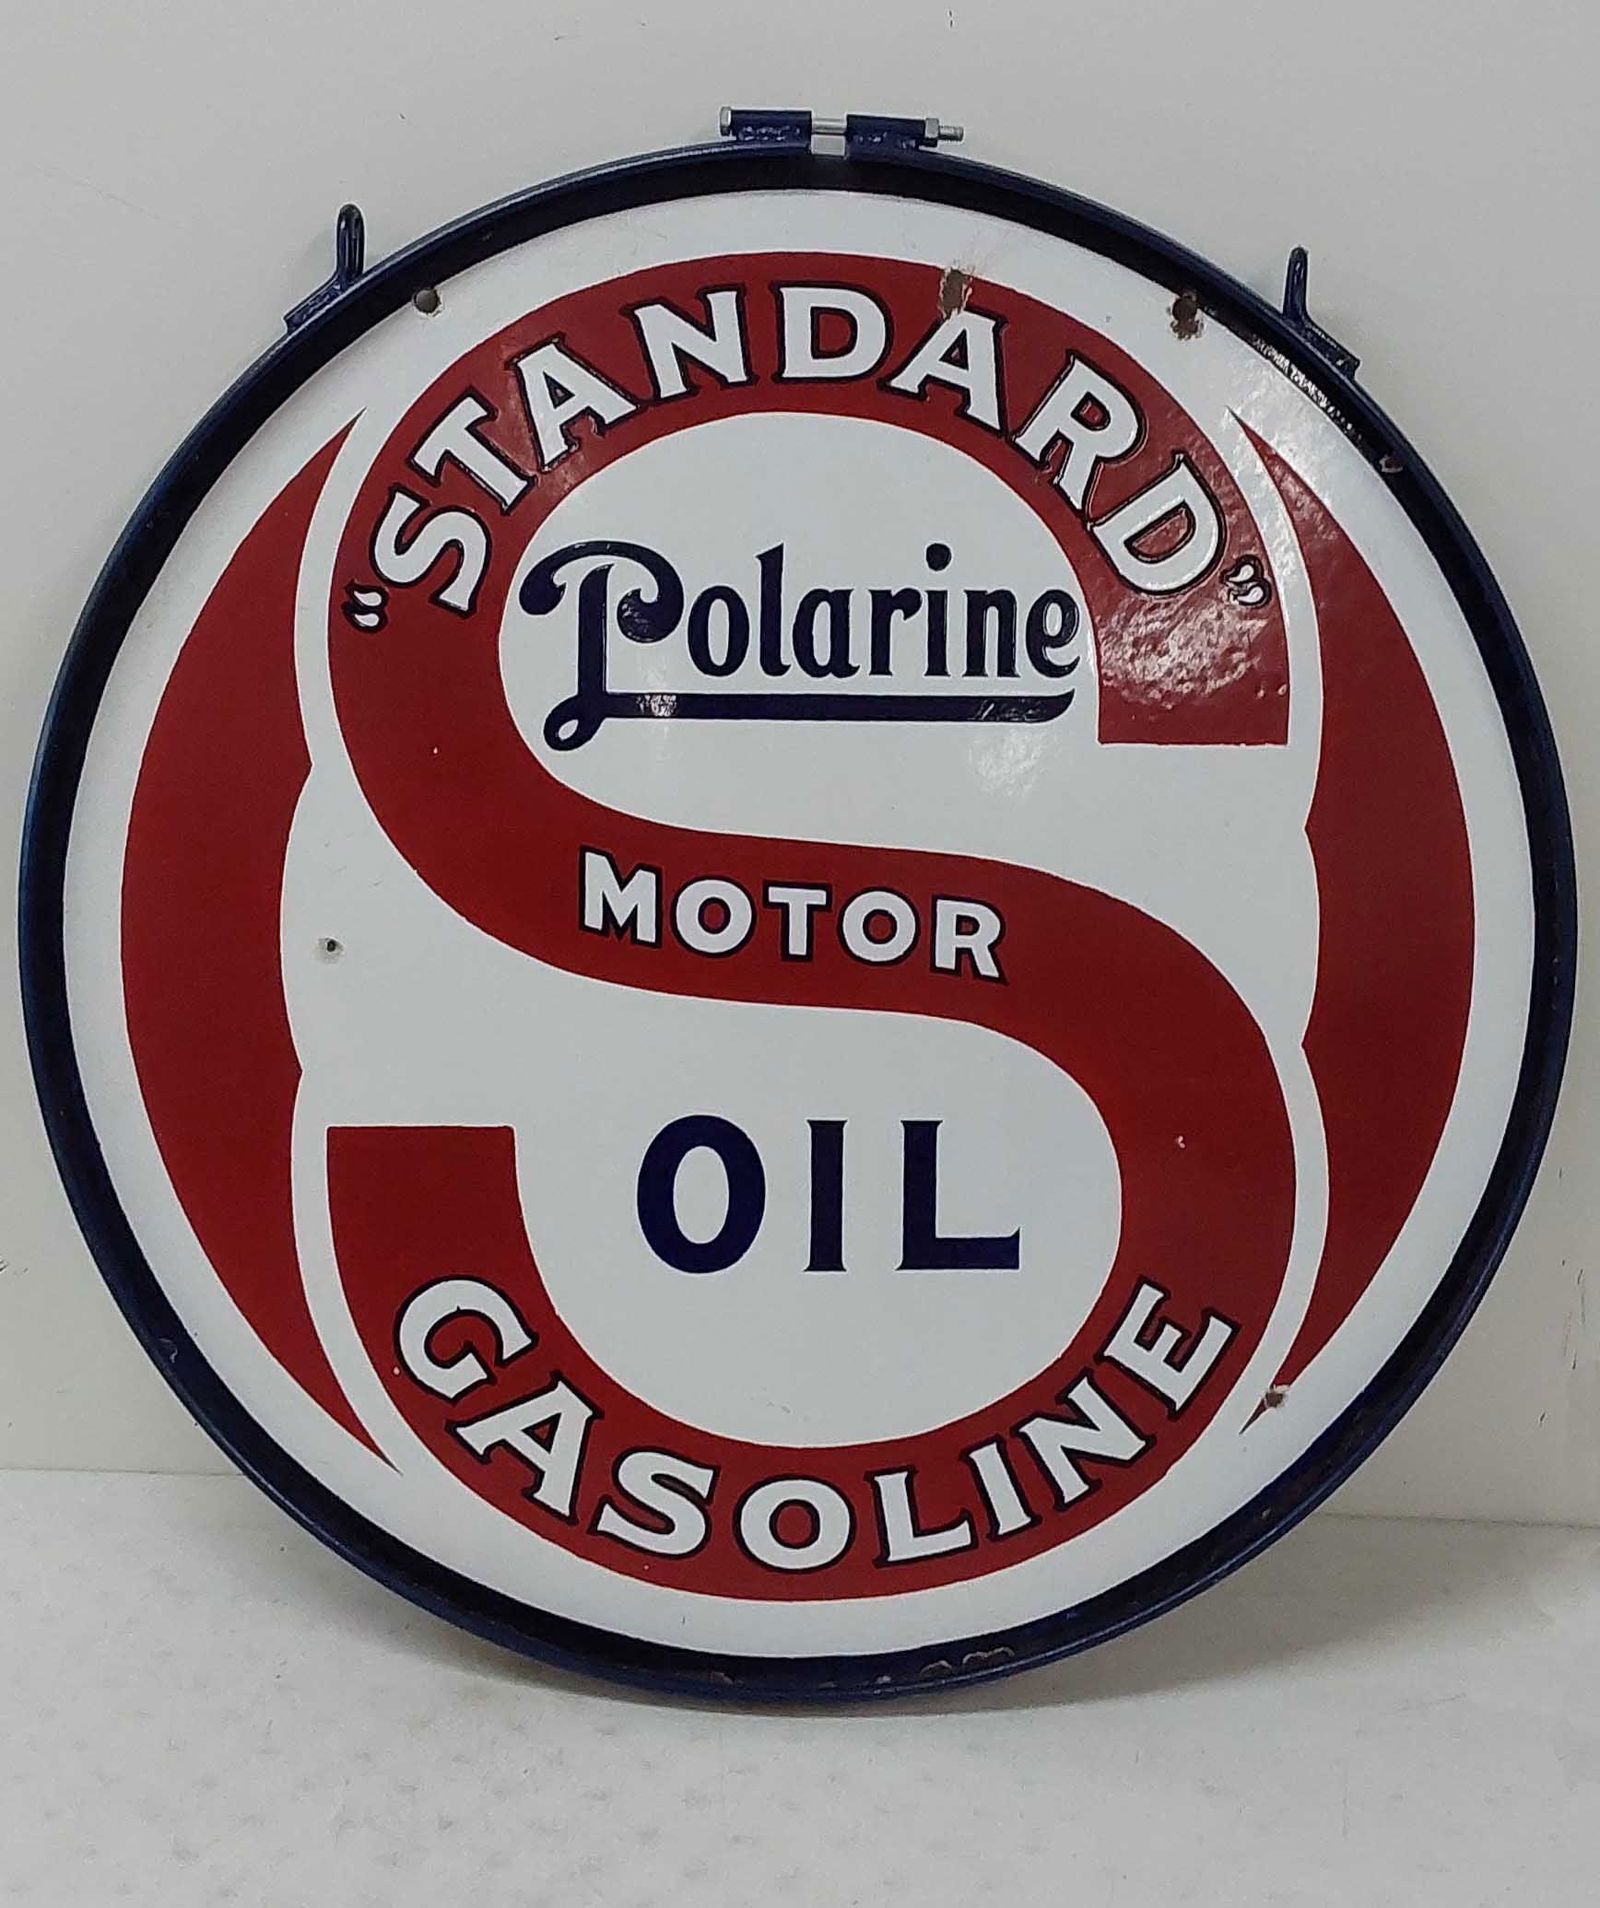 "STANDARD"
Polarine
MOTOR
OIL
GASOLINE